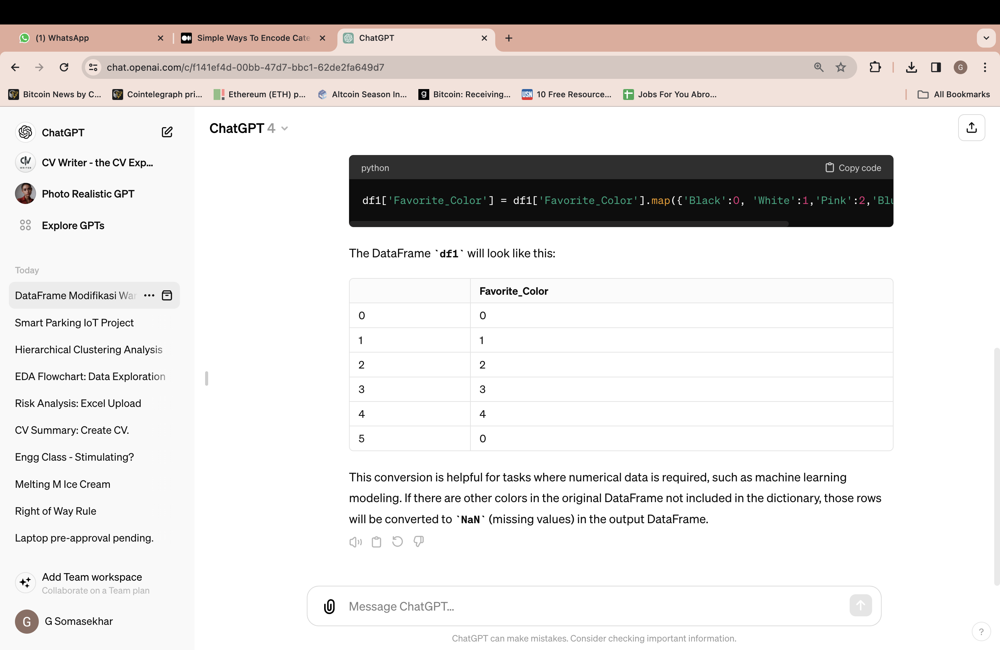 (1) WhatsApp
Simple Ways To Encode Cate
ChatGPT
chat.openai.com/c/f141ef4d-00bb-47d7-bbc1-62de2fa649d7
G
Bitcoin News by C...
Cointelegraph pri...
Ethereum (ETH) p...
Altcoin Season In...
g
Bitcoin: Receiving...
USN
10 Free Resource...
Jobs For You Abro...
All Bookmarks
ChatGPT
CV Writer - the CV Exp...
Photo Realistic GPT
Explore GPTs
Today
DataFrame Modifikasi War
Smart Parking IoT Project
Hierarchical Clustering Analysis
EDA Flowchart: Data Exploration
Risk Analysis: Excel Upload
CV Summary: Create CV.
Engg Class - Stimulating?
Melting M Ice Cream
Right of Way Rule
Laptop pre-approval pending.
Add Team workspace
Collaborate on a Team plan
G
G Somasekhar
ChatGPT 4
python
Copy code
df1['Favorite_Color'] = df1['Favorite_Color'].map({'Black':0, 'White':1,'Pink':2,'Blu
The DataFrame `df1` will look like this:
Favorite_Color
0 0
1 1
2 2
3 3
4 4
5 0
This conversion is helpful for tasks where numerical data is required, such as machine learning
modeling. If there are other colors in the original DataFrame not included in the dictionary, those rows
will be converted to `NaN` (missing values) in the output DataFrame.
Message ChatGPT...
ChatGPT can make mistakes. Consider checking important information.
?